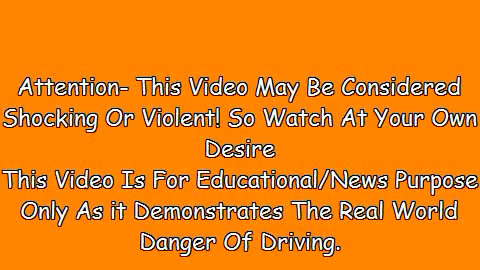 Attention- This Video May Be Considered
Shocking Or Violent! So Watch At Your Own
Desire
This Video Is For Educational/News Purpose
Only As it Demonstrates The Real World
Danger Of Driving.